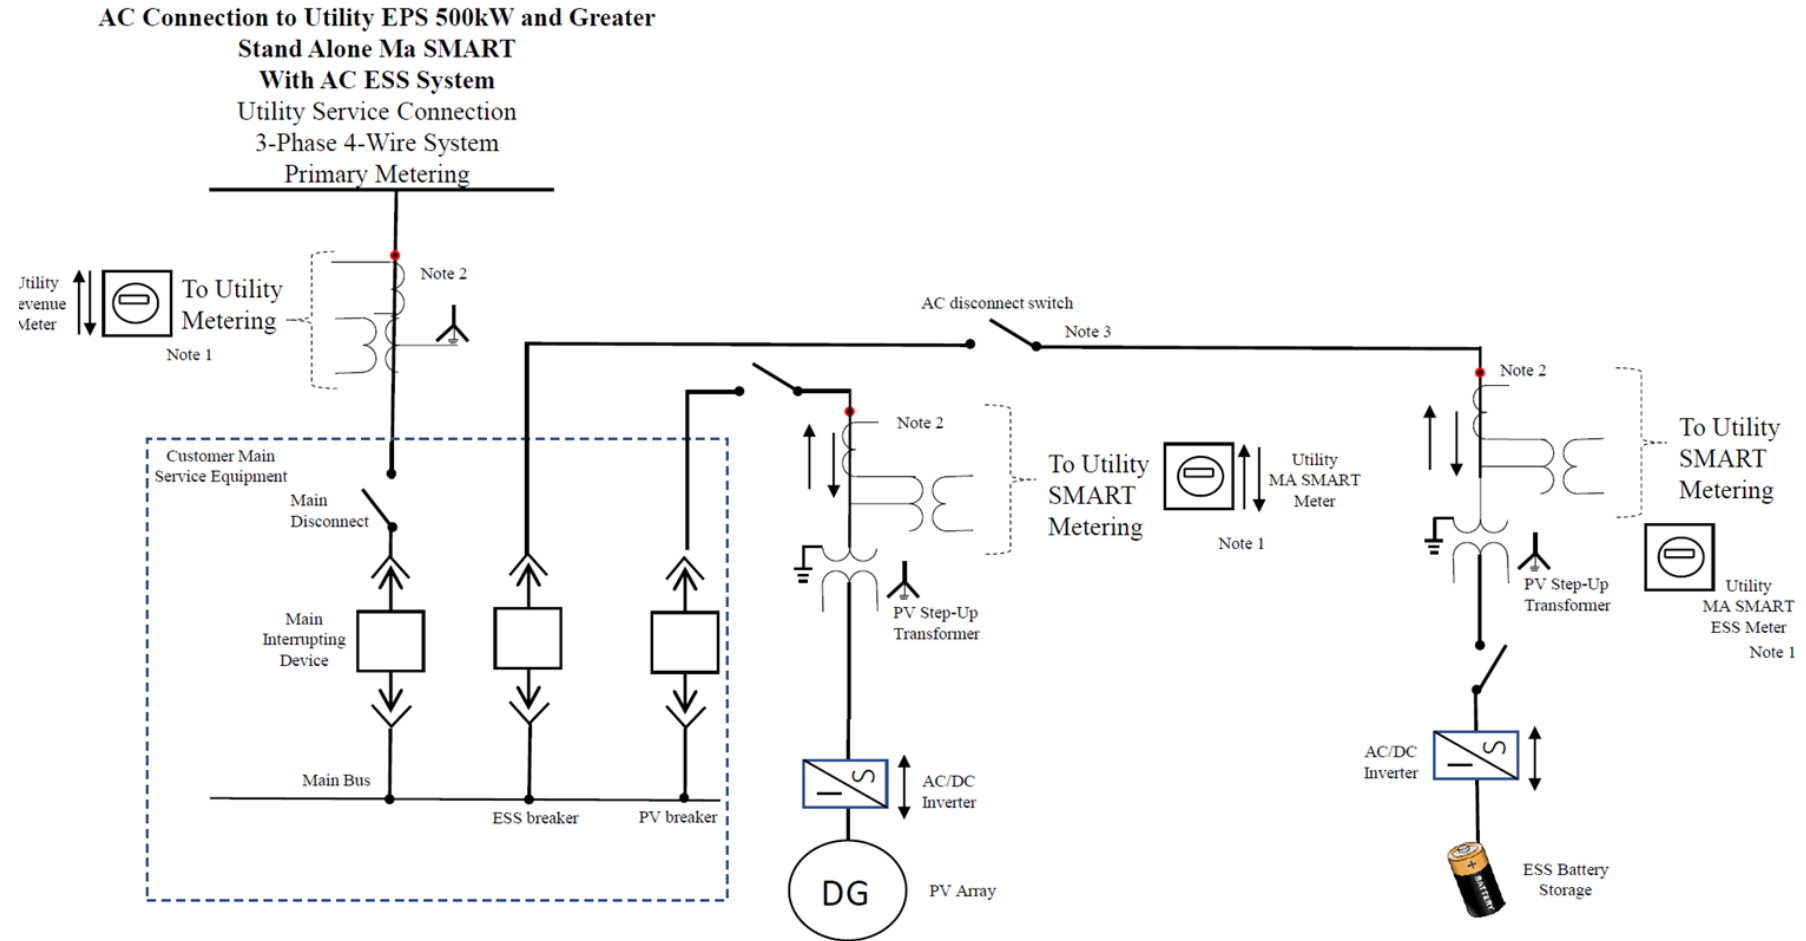 AC Connection to Utility EPS 500kW and Greater
Stand Alone Ma SMART
With AC ESS System
Utility Service Connection
3-Phase 4-Wire System
Primary Metering
Note 2
To Utility
Metering
Note 1
Meter
AC disconnect switch
Note 3
Note 2
To Utility
SMART
Metering
Customer Main
Service Equipment
Main
Disconnect
Note 2
To Utility
SMART
Metering
Utility
MA SMART
Meter
Note 1
PV Step-Up
Transformer
Utility
MA SMART
ESS Meter
Note 1
Main
Interrupting
Device
PV Step-Up
Transformer
Main Bus
ESS breaker
PV breaker
AC/DC
Inverter
AC/DC
Inverter
DG
PV Array
+
BATTERY
ESS Battery
Storage